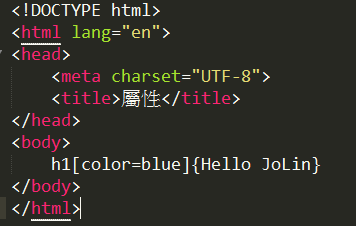 <!DOCTYPE html>
<html lang="en">
<head>
    <meta charset="UTF-8">
    <title>屬性</title>
</head>
<body>
    h1[color=blue]{Hello JoLin}
</body>
</html>